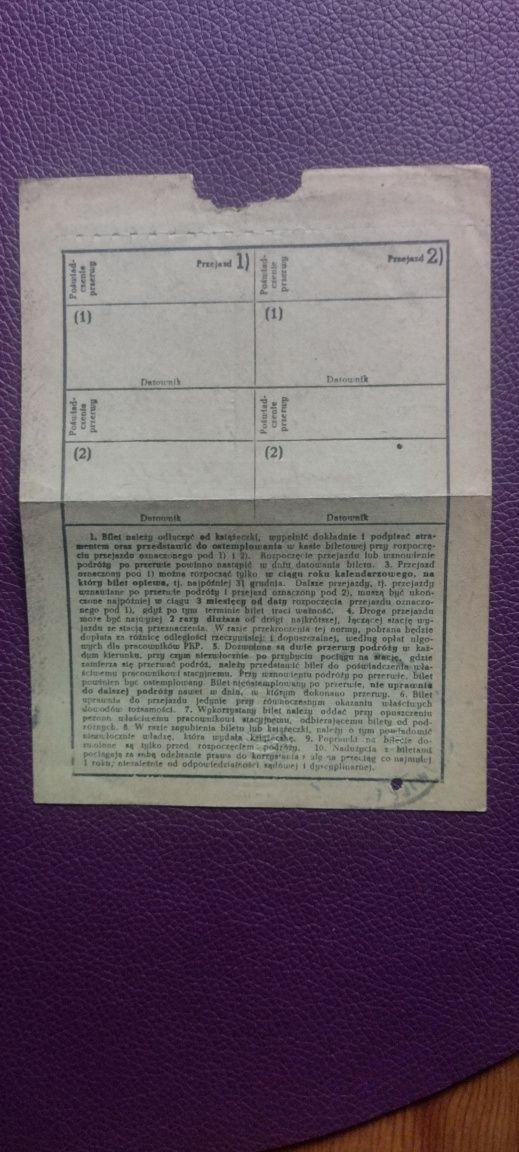 Poświad-
czenie
przerwy
Przejazd 1)
Poświad-
czenie
przerwy
Przejazd 2)
(1)
(1)
Datownik
Datownik
Poświad-
czenie
przerwy
Poświad-
czenie
przerwy
(2)
(2)
Datownik
Datownik
1. Bilet należy odłączyć od książeczki, wypełnić dokładnie i podpisać atra-
mentem oraz przedstawić do ostemplowania w kasie biletowej przy rozpoczę-
ciu przejazdu oznaczonego pod 1) i 2). Rozpoczęcie przejazdu lub wznowienie
podróży po przerwie powinno nastąpić w dniu datowania biletu. 3. Przejazd
oznaczony pod 1) można rozpocząć tylko w ciągu roku kalendarzowego, na
który bilet opiewa, tj. najpóźniej 31 grudnia. Dalsze przejazdy, tj. przejazdy
wznawiane po przerwie podróży i przejazd oznaczony pod 2), muszą być ukoń-
czone najpóźniej w ciągu 3 miesięcy od daty rozpoczęcia przejazdu oznaczo-
nego pod 1), gdyż po tym terminie bilet traci ważność. 4. Droga przejazdu
może być najwyżej 2 razy dłuższa od drogi najkrótszej, łączącej stację wy-
jazdu ze stacją przeznaczenia. W razie przekroczenia tej normy, pobrana będzie
dopłata za różnicę odległości rzeczywistej i dopuszczalnej, według opłat ulgo-
wych dla pracowników PKP. 5. Dozwolone są dwie przerwy podróży w każ-
dym kierunku, przy czym niezwłocznie po przybyciu pociągu na stację, gdzie
zamierza się przerwać podróż, należy przedstawić bilet do poświadczenia wła-
ściwemu pracownikowi stacyjnemu. Przy wznowieniu podróży po przerwie, bilet
powinien być ostemplowany. Bilet nieostemplowany po przerwie, nie uprawnia
do dalszej podróży nawet w dniu, w którym dokonano przerwy. 6. Bilet
uprawnia do przejazdu jedynie przy równoczesnym okazaniu właściwych
dowodów tożsamości. 7. Wykorzystany bilet należy oddać przy opuszczeniu
peronu właściwemu pracownikowi stacyjnemu, odbierającemu bilety od pod-
różnych. 8. W razie zagubienia biletu lub książeczki, należy o tym powiadomić
niezwłocznie władzę, która wydała książeczkę. 9. Poprawki na bilecie do-
zwolone są tylko przed rozpoczęciem podróży. 10. Nadużycia z biletami
pociągają za sobą odebranie prawa do korzystania z ulg na przeciąg co najmniej
1 roku, niezależnie od odpowiedzialności sądowej i dyscyplinarnej.